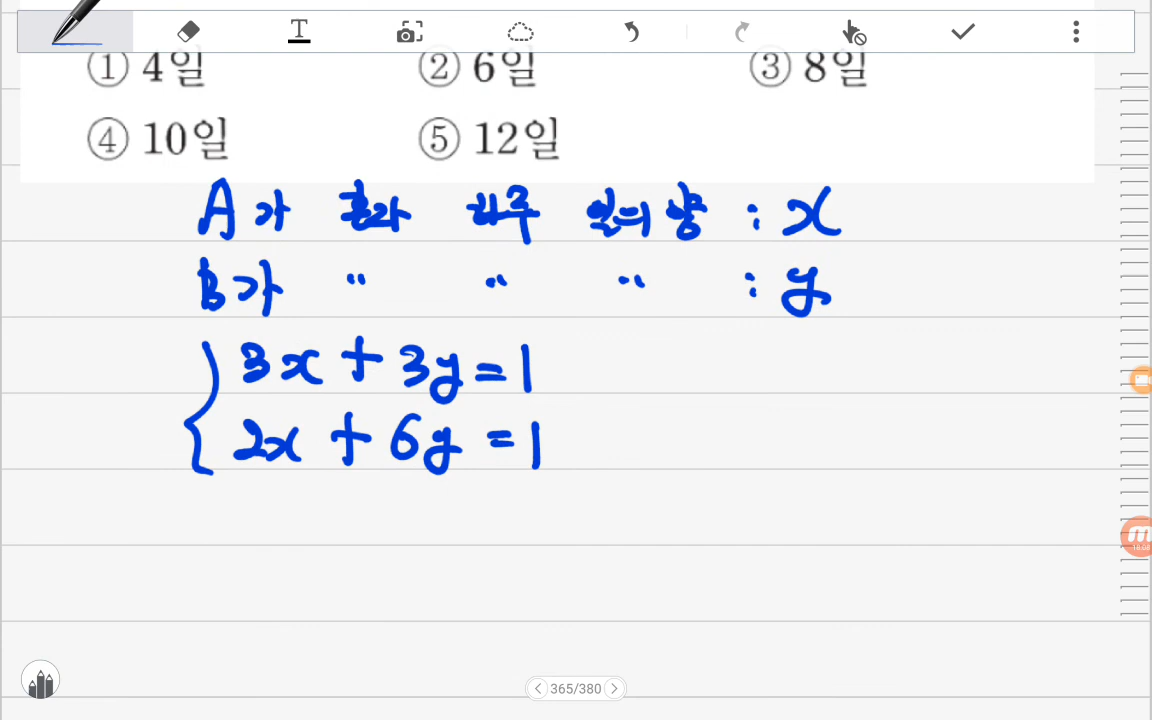 T
① 4일 ② 6일 ③ 8일
④ 10일 ⑤ 12일
A가 혼자 하루 일의 양 : x
B가 〃 〃 〃 : y
3x + 3y = 1
2x + 6y = 1
365/380